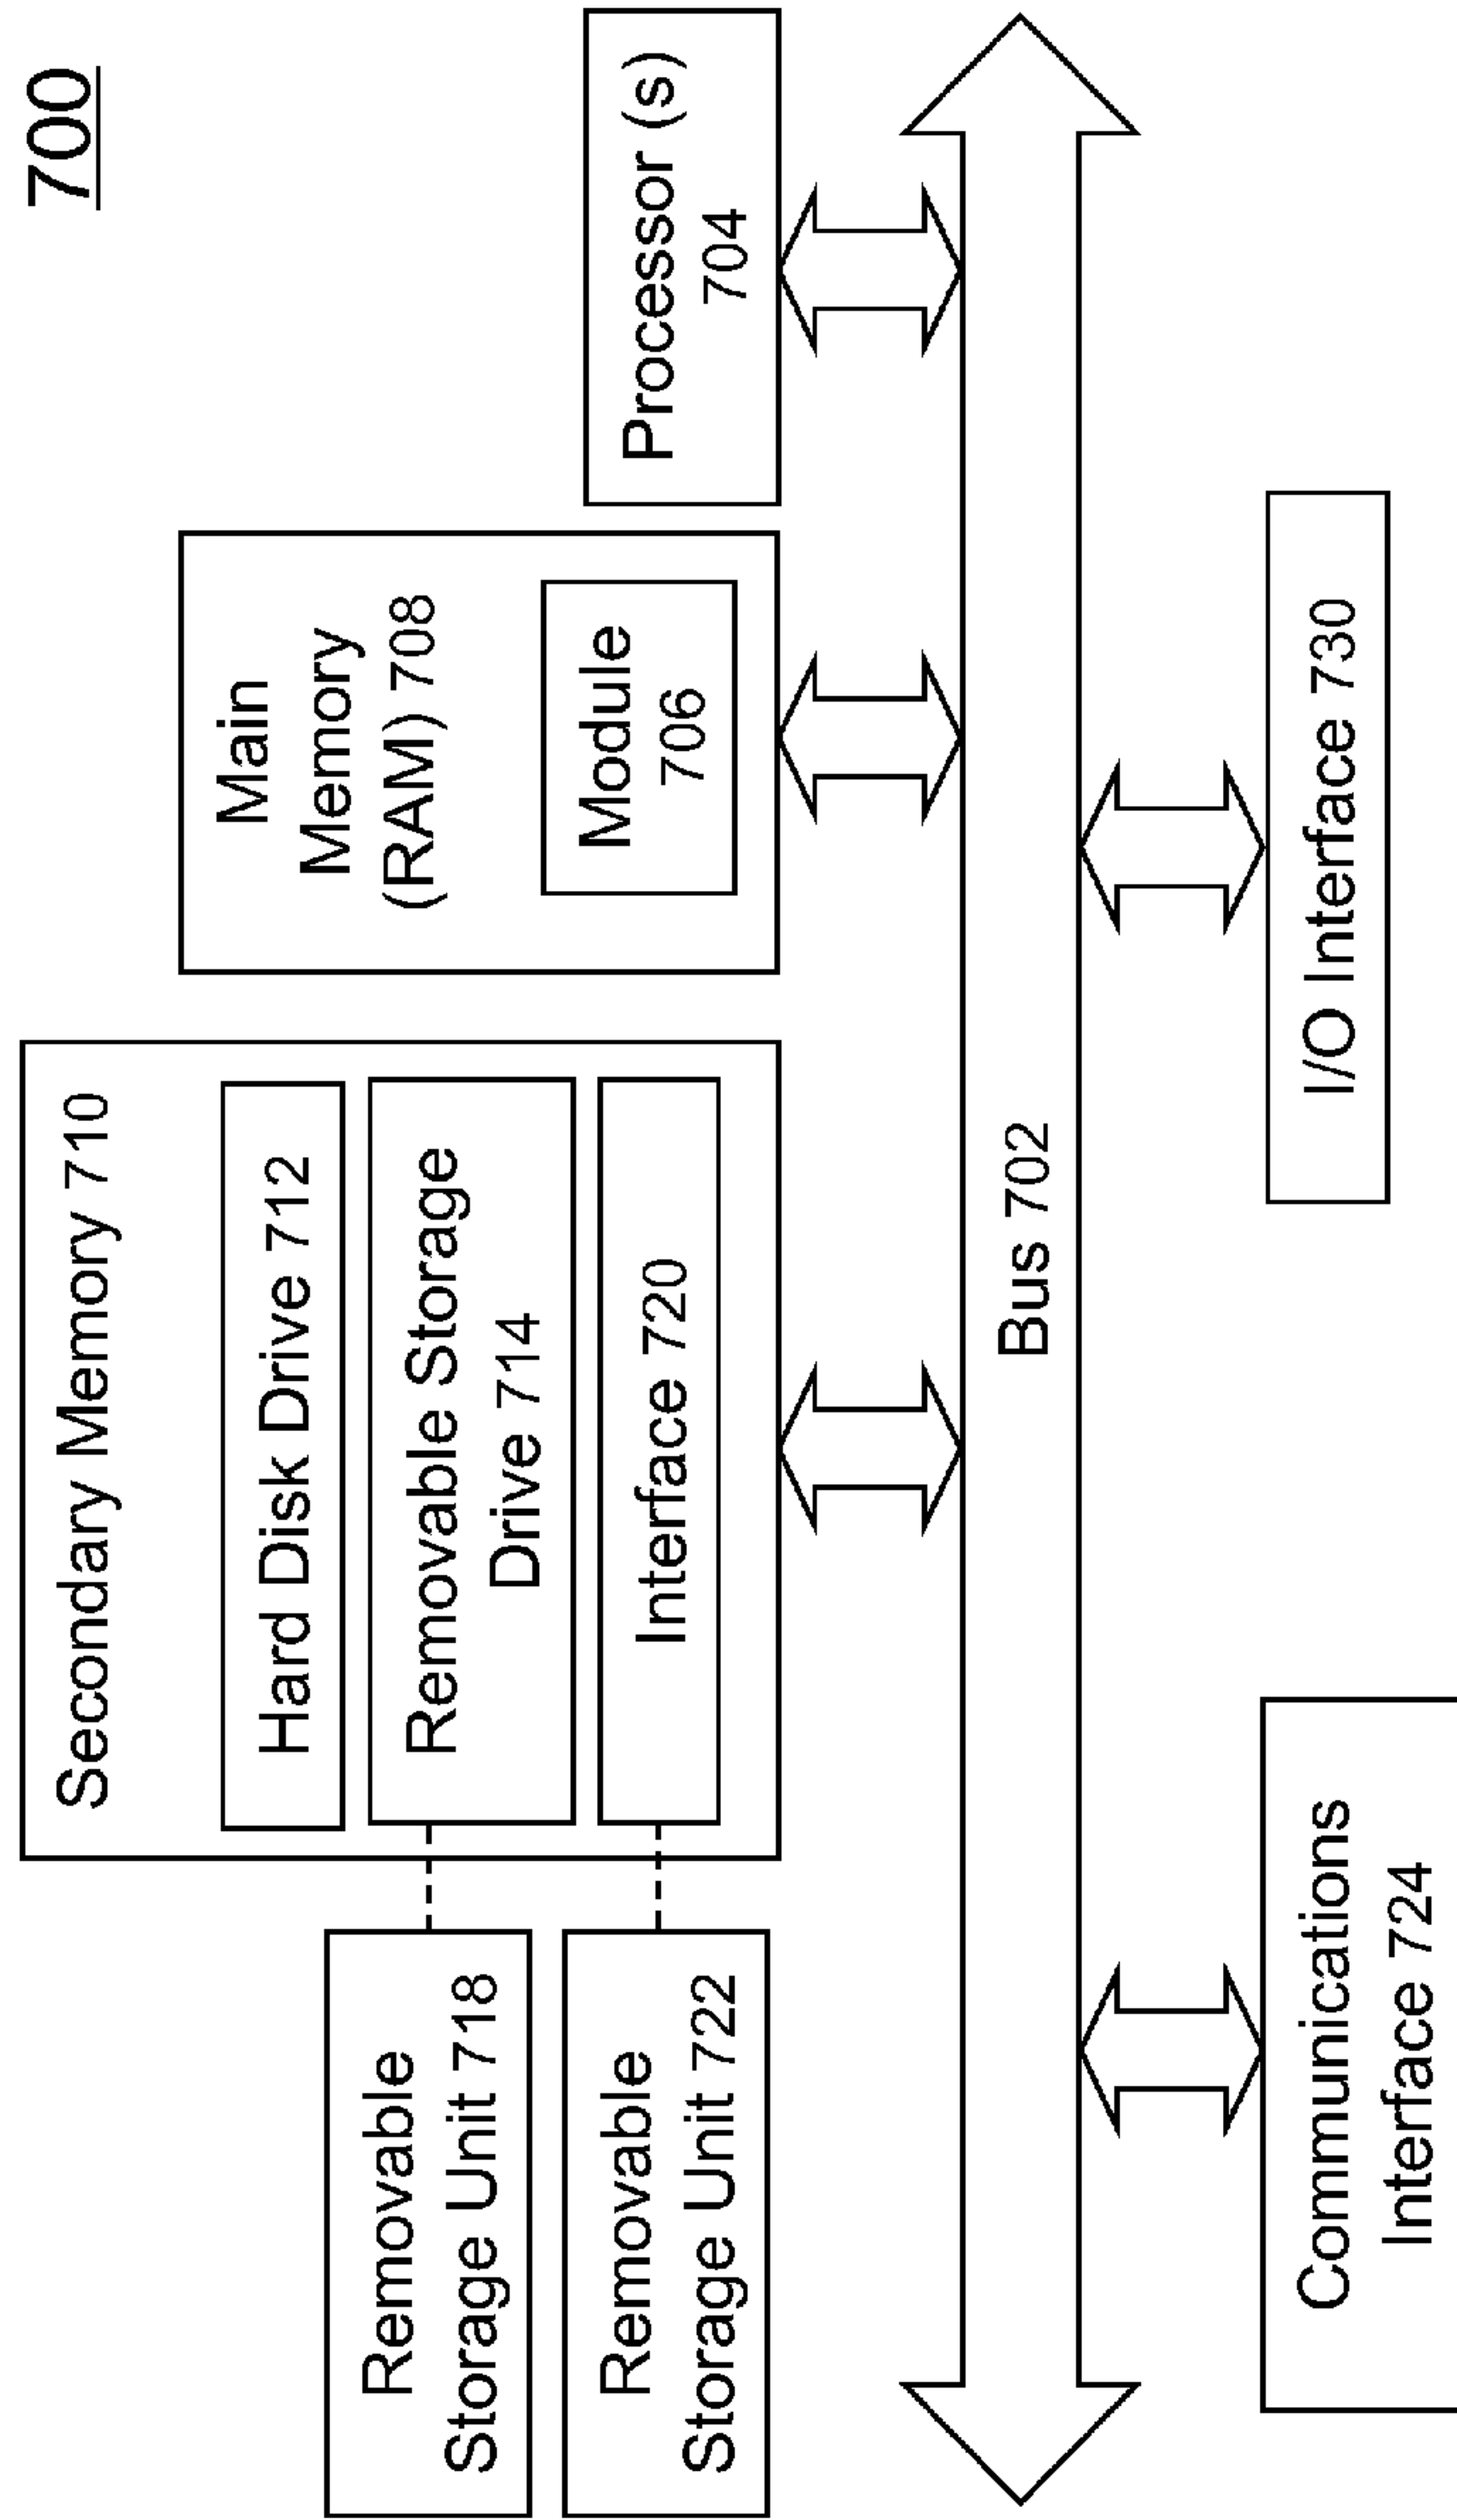 700
Removable
Storage Unit 718
Removable
Storage Unit 722
Secondary Memory 710
Hard Disk Drive 712
Removable Storage
Drive 714
Interface 720
Main
Memory
(RAM) 708
Module
706
Processor (s)
704
Bus 702
Communications
Interface 724
I/O Interface 730